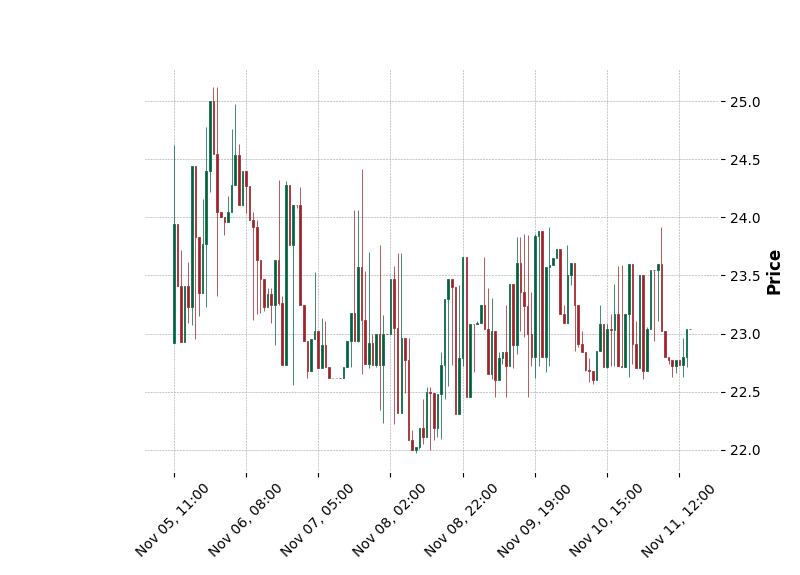 25.0
24.5
24.0
23.5
23.0
22.5
22.0
Price
Nov 05, 11:00
Nov 06, 08:00
Nov 07, 05:00
Nov 08, 02:00
Nov 08, 22:00
Nov 09, 19:00
Nov 10, 15:00
Nov 11, 12:00